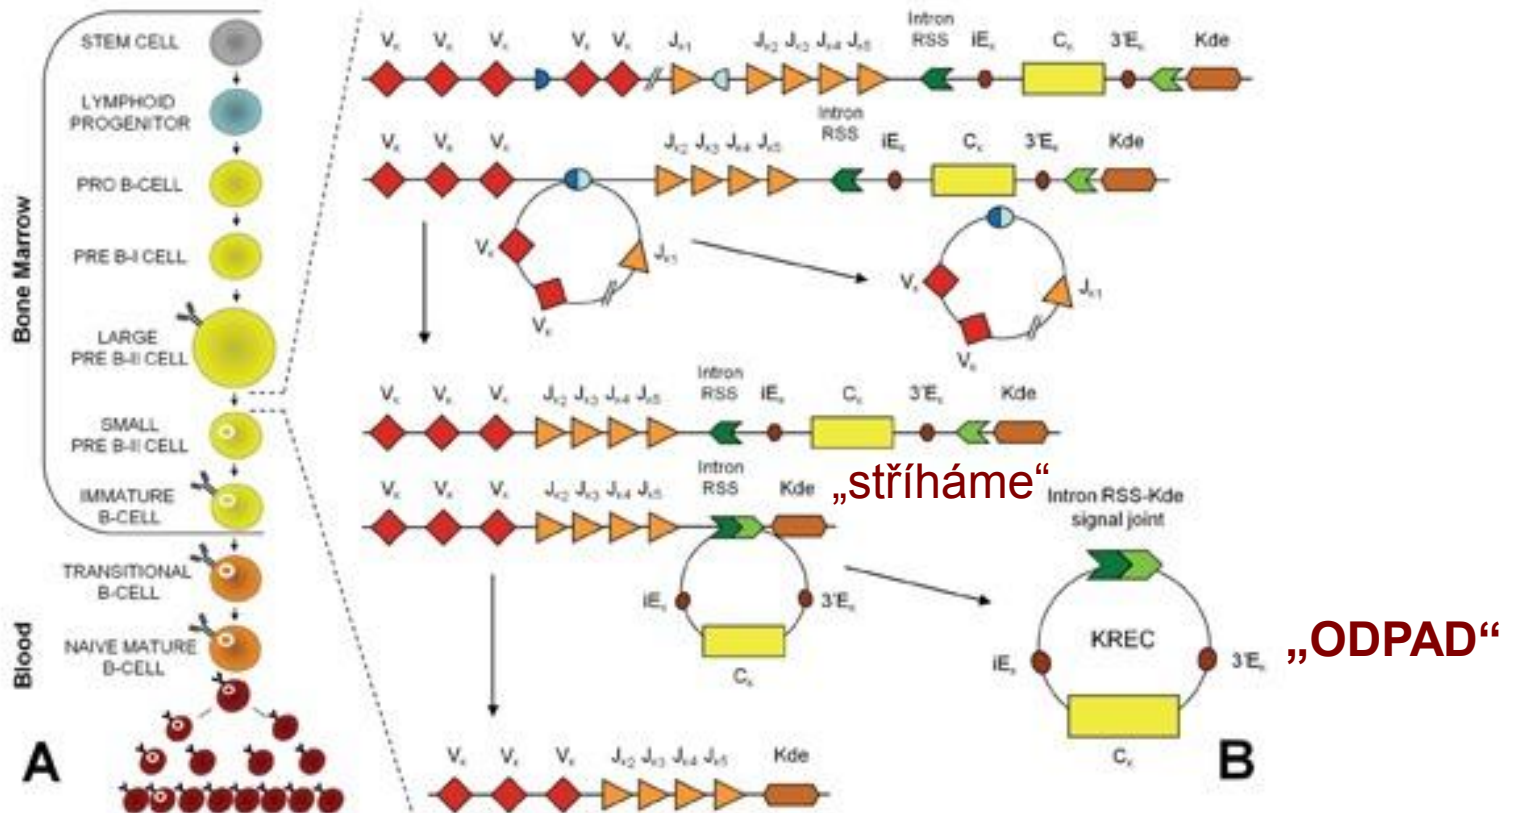 Bone Marrow
Blood
STEM CELL
LYMPHOID
PROGENITOR
PRO B-CELL
PRE B-I CELL
LARGE
PRE B-II CELL
SMALL
PRE B-II CELL
IMMATURE
B-CELL
TRANSITIONAL
B-CELL
NAIVE MATURE
B-CELL
A
Vκ Vκ Vκ Vκ Vκ Jκ1 Jκ2 Jκ3 Jκ4 Jκ5 Intron RSS iEκ Cκ 3'Eκ Kde
Vκ Vκ Vκ Jκ2 Jκ3 Jκ4 Jκ5 Intron RSS iEκ Cκ 3'Eκ Kde
Vκ Vκ Jκ1
Vκ Vκ Jκ1
Vκ Vκ Vκ Jκ2 Jκ3 Jκ4 Jκ5 Intron RSS iEκ Cκ 3'Eκ Kde
Vκ Vκ Vκ Jκ2 Jκ3 Jκ4 Jκ5 Intron RSS Kde
„stříháme“
iEκ Cκ 3'Eκ
Intron RSS-Kde
signal joint
KREC
iEκ Cκ 3'Eκ
„ODPAD“
Vκ Vκ Vκ Jκ2 Jκ3 Jκ4 Jκ5 Kde
B